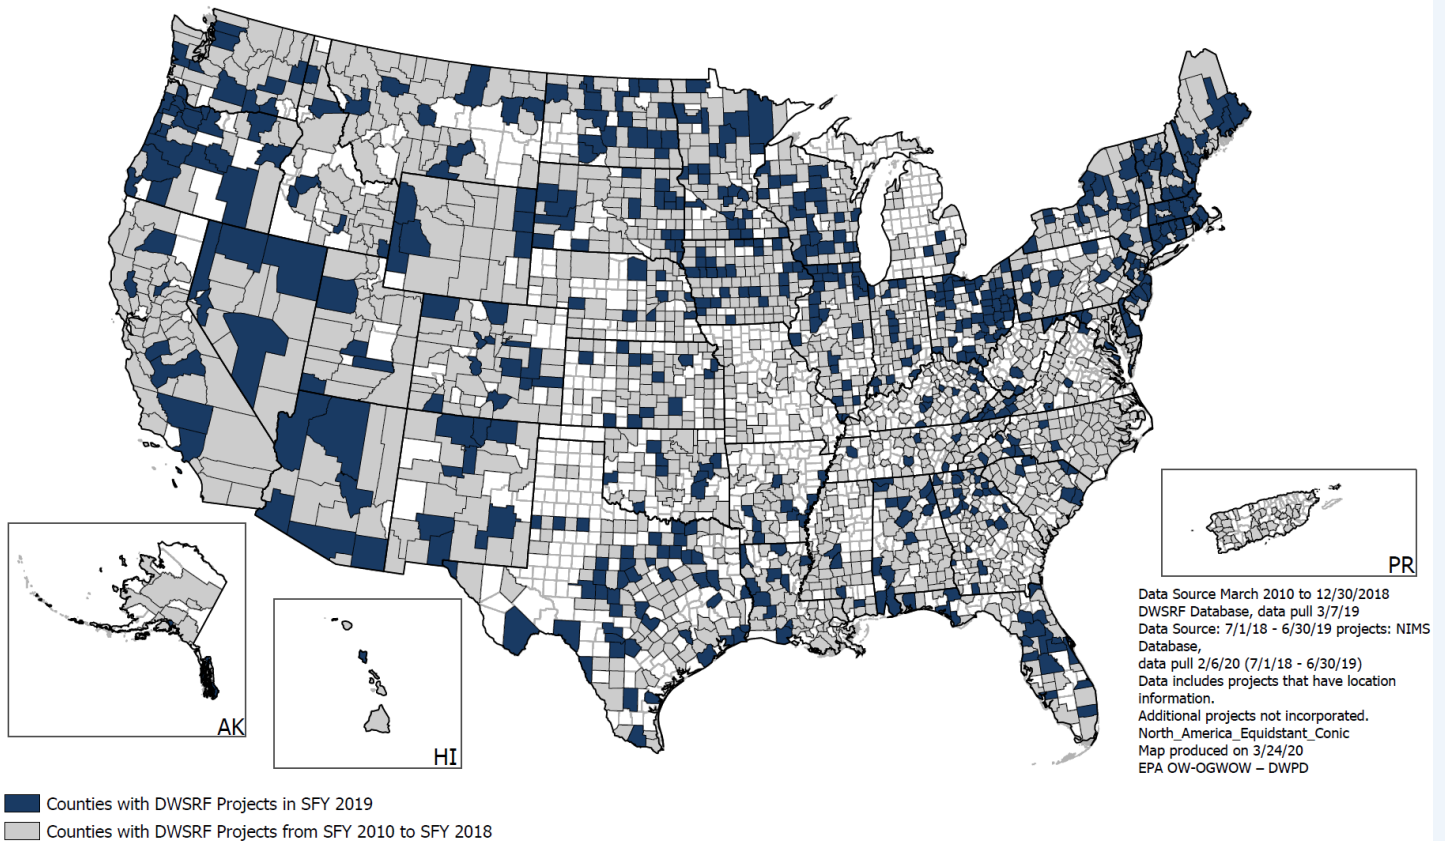 AK
HI
PR
Data Source March 2010 to 12/30/2018
DWSRF Database, data pull 3/7/19
Data Source: 7/1/18 - 6/30/19 projects: NIMS
Database,
data pull 2/6/20 (7/1/18 - 6/30/19)
Data includes projects that have location
information.
Additional projects not incorporated.
North_America_Equidstant_Conic
Map produced on 3/24/20
EPA OW-OGWOW – DWPD
Counties with DWSRF Projects in SFY 2019
Counties with DWSRF Projects from SFY 2010 to SFY 2018